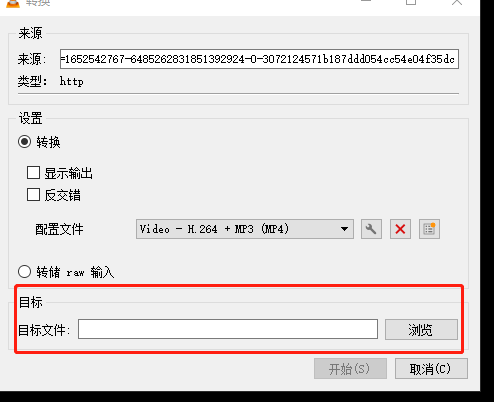 转换
来源
来源: =1652542767-6485262831851392924-0-3072124571b187ddd054cc54e04f35dc
类型: http
设置
转换
显示输出
反交错
配置文件 Video - H.264 + MP3 (MP4)
转储 raw 输入
目标
目标文件: 浏览
开始(S) 取消(C)